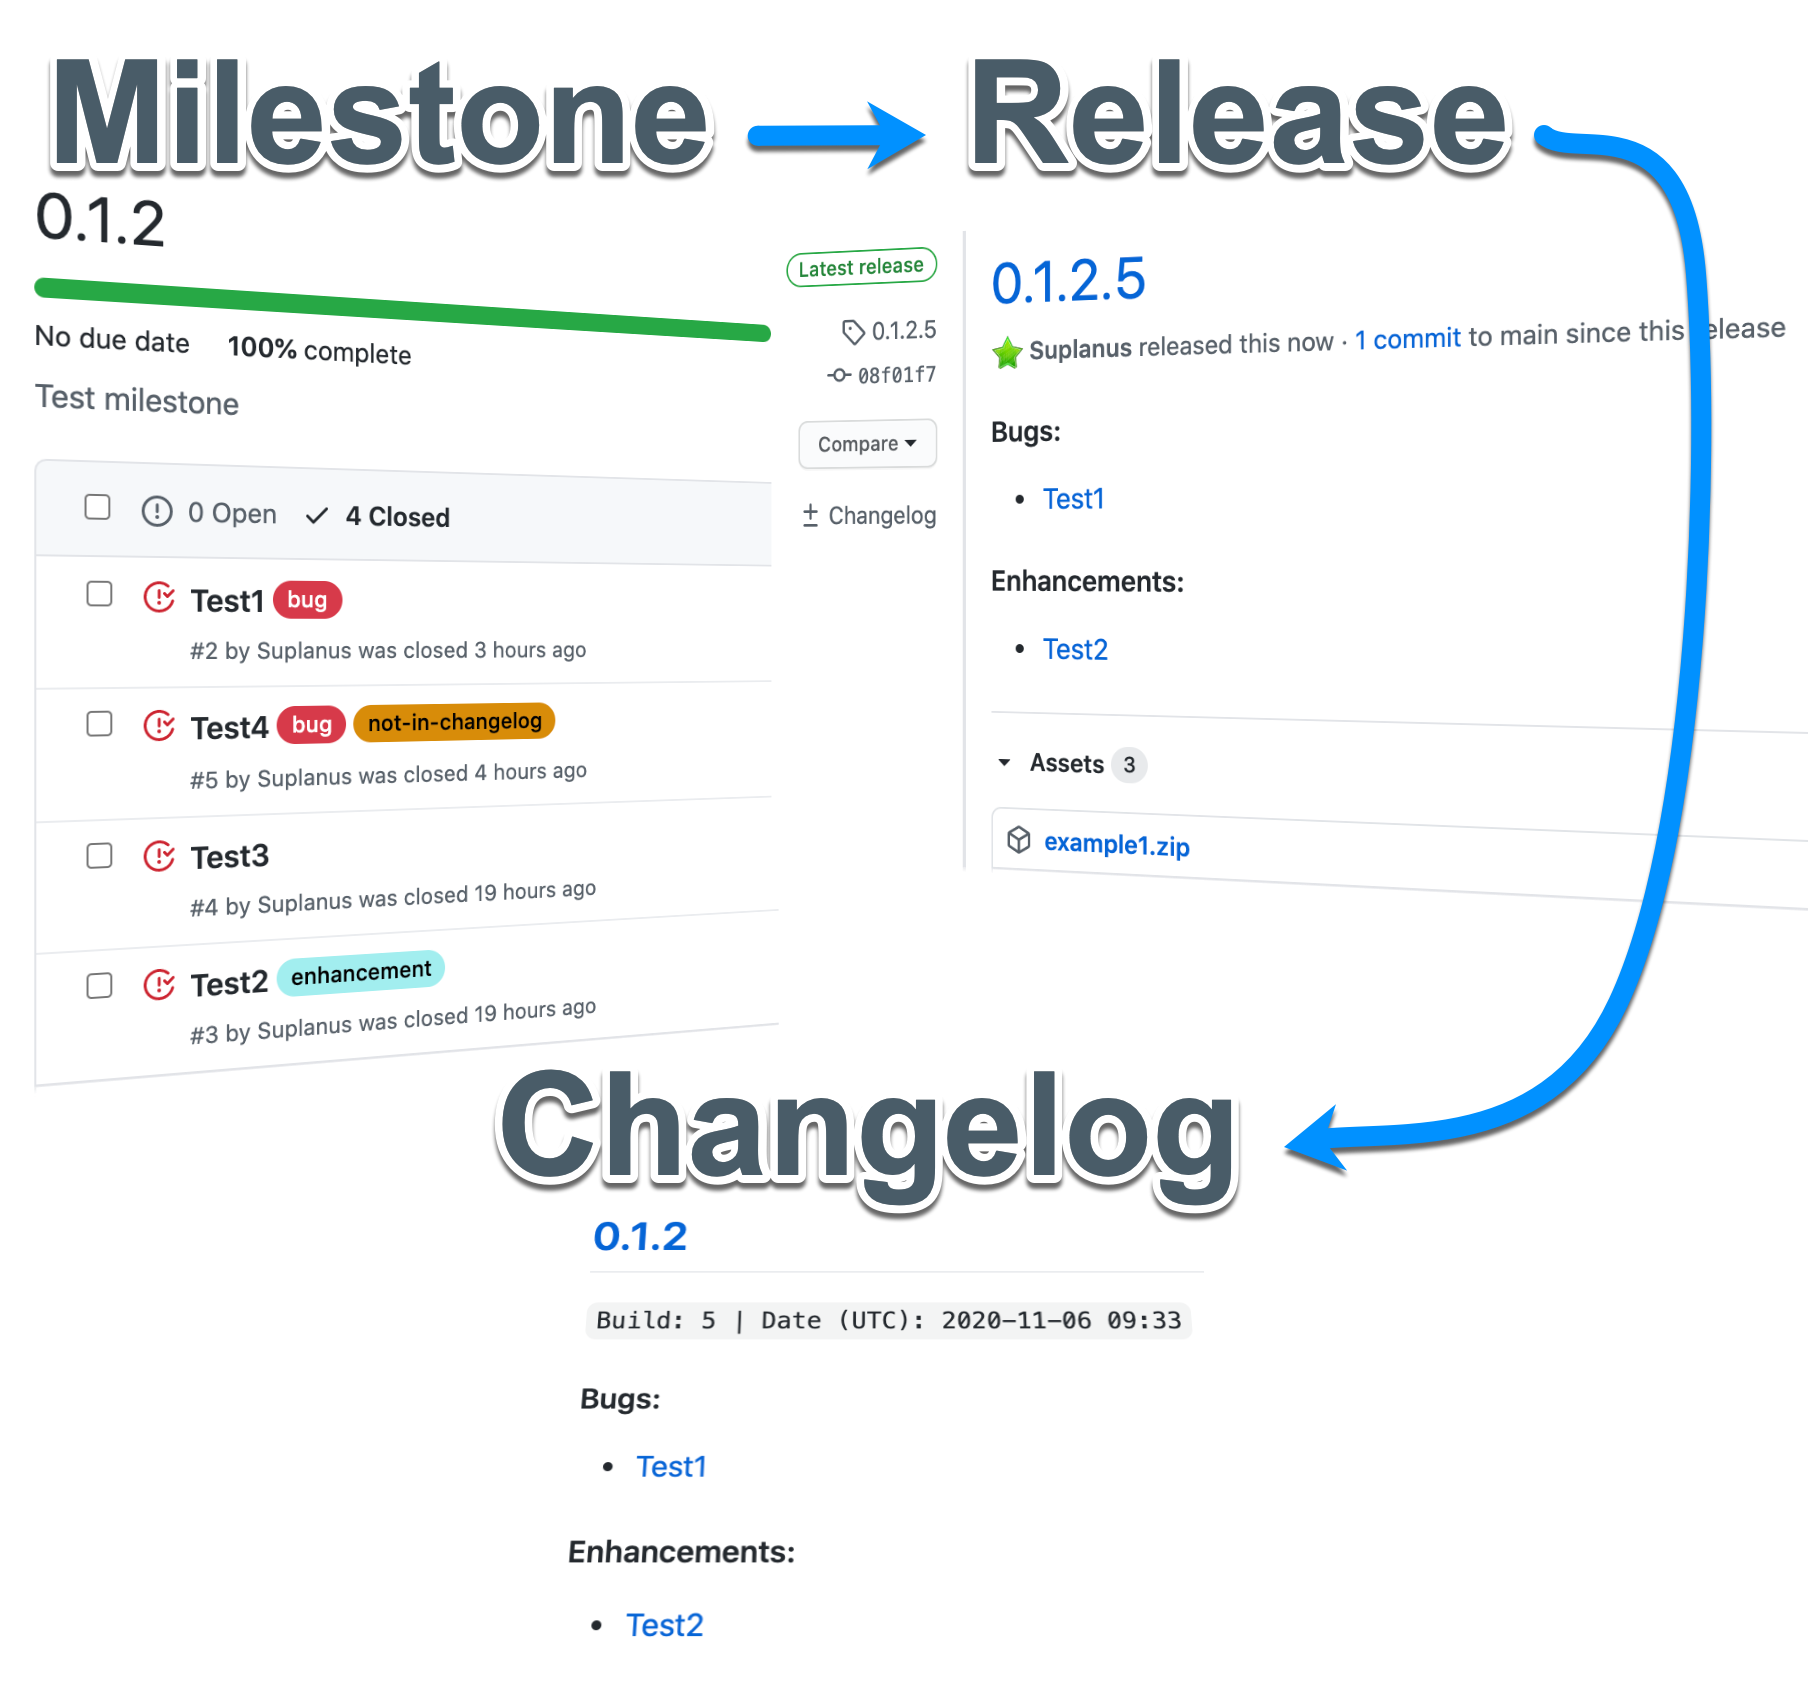 Milestone
Release
0.1.2
No due date 100% complete
Test milestone
0 Open 4 Closed
Test1 bug
#2 by Suplanus was closed 3 hours ago
Test4 bug not-in-changelog
#5 by Suplanus was closed 4 hours ago
Test3
#4 by Suplanus was closed 19 hours ago
Test2 enhancement
#3 by Suplanus was closed 19 hours ago
Latest release
0.1.2.5
08f01f7
Compare
Changelog
0.1.2.5
Suplanus released this now · 1 commit to main since this elease
Bugs:
• Test1
Enhancements:
• Test2
Assets 3
example1.zip
Changelog
0.1.2
Build: 5 | Date (UTC): 2020-11-06 09:33
Bugs:
• Test1
Enhancements:
• Test2